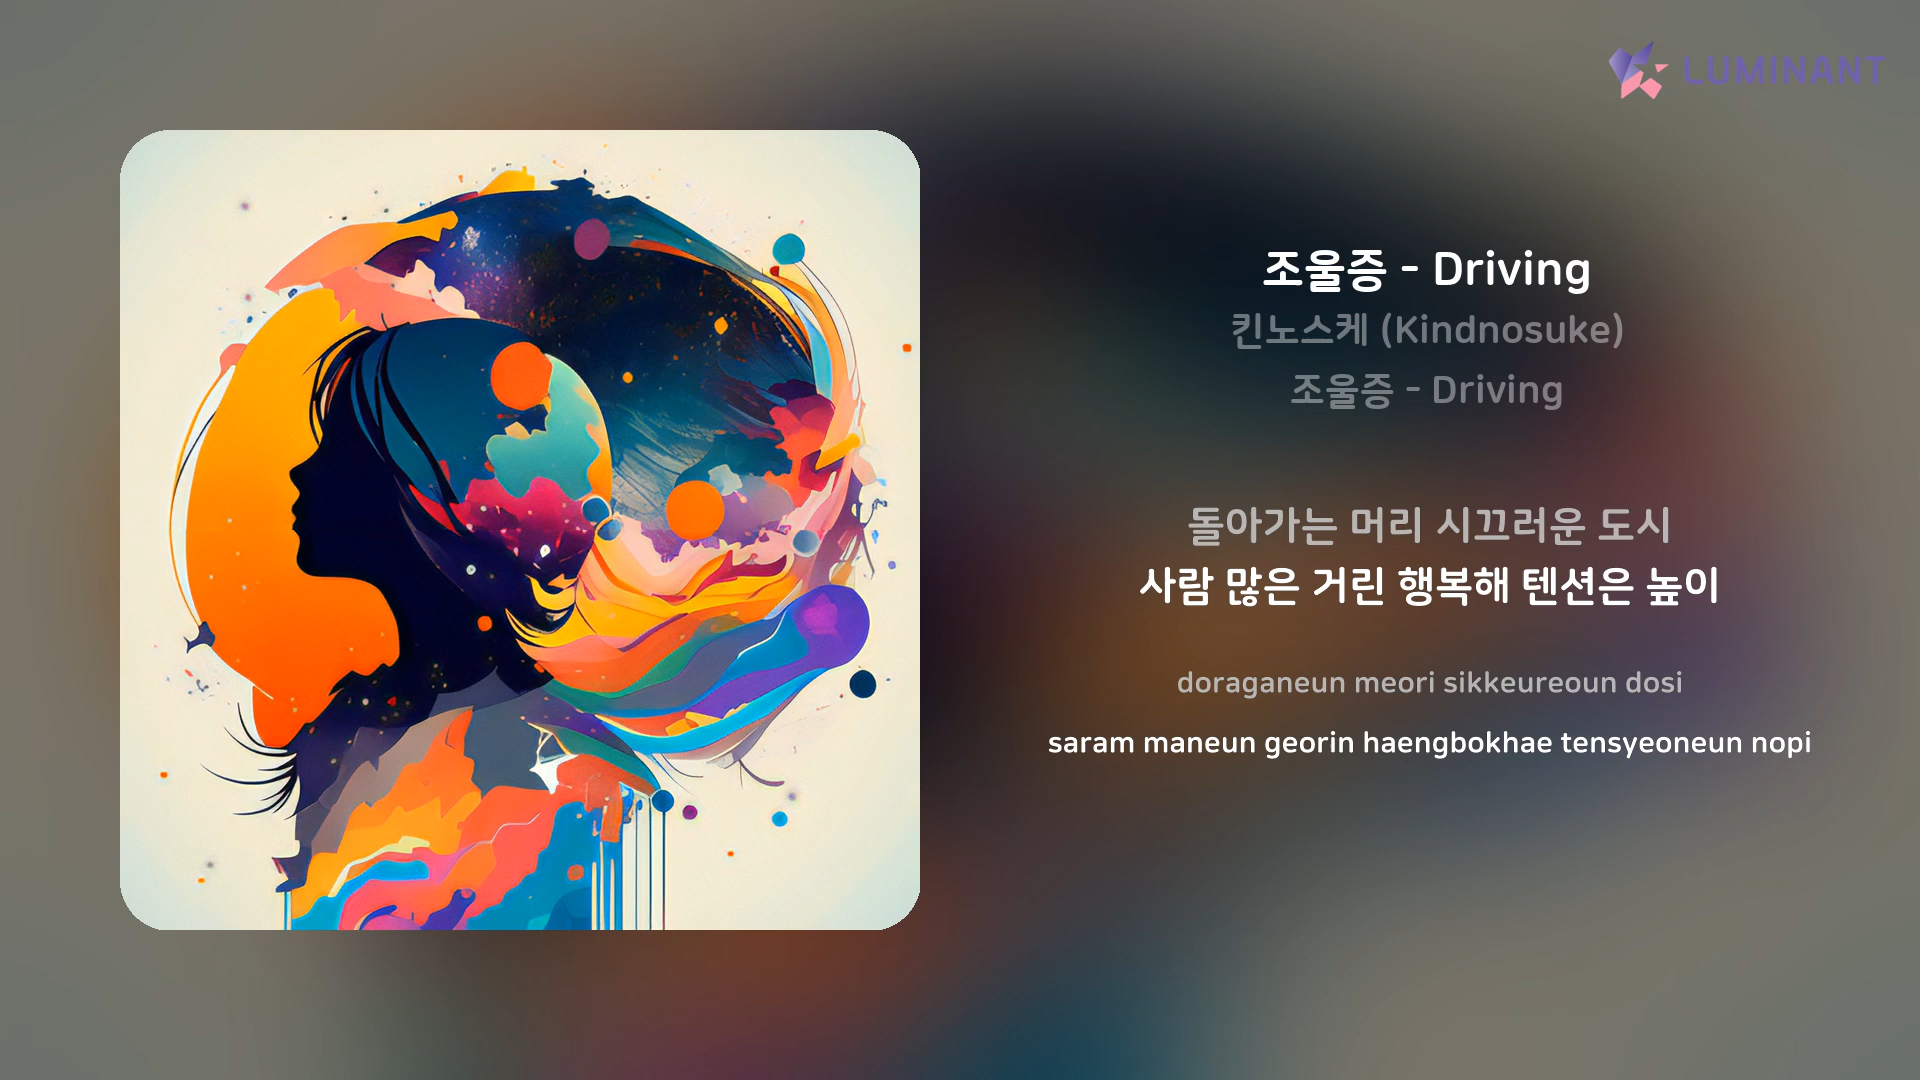 LUMINANT
조울증 - Driving
킨노스케 (Kindnosuke)
조울증 - Driving
돌아가는 머리 시끄러운 도시
사람 많은 거린 행복해 텐션은 높이
doraganeun meori sikkeureoun dosi
saram maneun georin haengbokhae tensyeoneun nopi